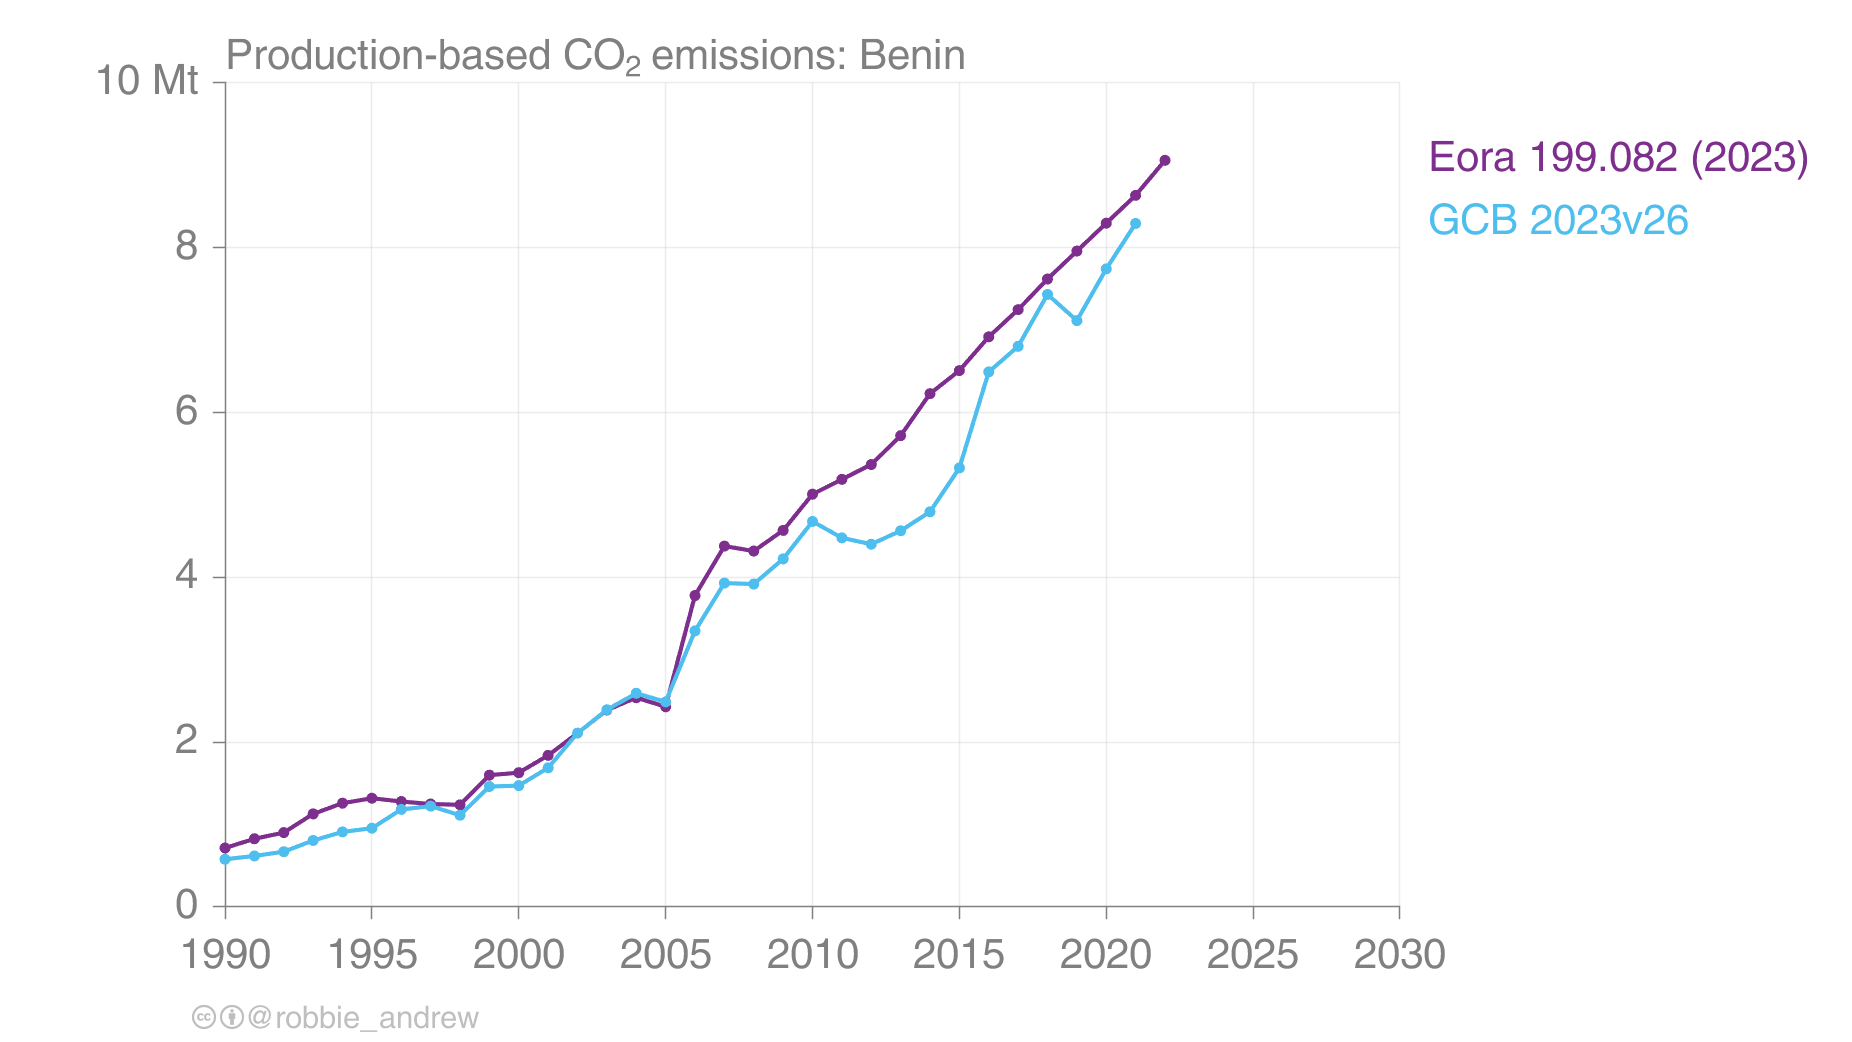 Production-based CO₂ emissions: Benin
10 Mt
8
6
4
2
0
1990 1995 2000 2005 2010 2015 2020 2025 2030
Eora 199.082 (2023)
GCB 2023v26
cc @robbie_andrew